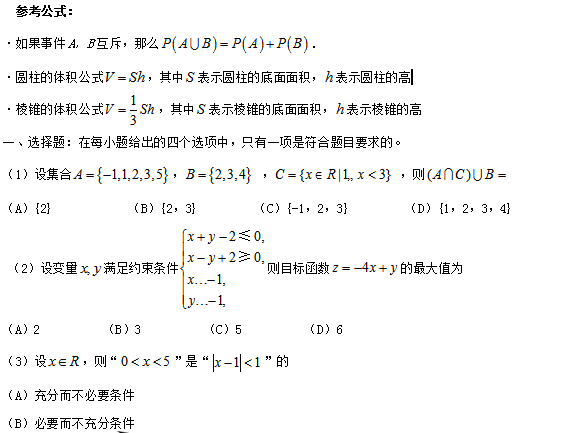 参考公式：
·如果事件A，B互斥，那么P(A∪B)=P(A)+P(B)．
·圆柱的体积公式V=Sh，其中S表示圆柱的底面面积，h表示圆柱的高
·棱锥的体积公式V=1/3Sh，其中S表示棱锥的底面面积，h表示棱锥的高
一、选择题：在每小题给出的四个选项中，只有一项是符合题目要求的。
（1）设集合A={-1,1,2,3,5}，B={2,3,4}，C={x∈R|1,, x<3}，则(A∩C)∪B=
（A）{2} （B）{2，3} （C）{-1，2，3} （D）{1，2，3，4}
（2）设变量x,y满足约束条件{x+y-2≤0, x-y+2≥0, x…-1, y…-1,则目标函数z=-4x+y的最大值为
（A）2 （B）3 （C）5 （D）6
（3）设x∈R，则“0<x<5”是“|x-1|<1”的
（A）充分而不必要条件
（B）必要而不充分条件